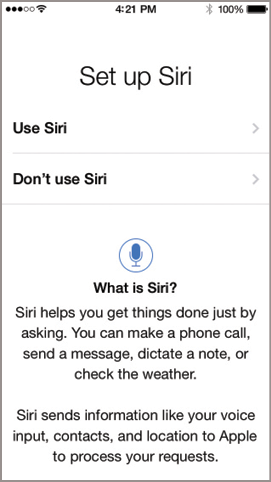 4:21 PM 100%
Set up Siri
Use Siri
Don't use Siri
What is Siri?
Siri helps you get things done just by
asking. You can make a phone call,
send a message, dictate a note, or
check the weather.
Siri sends information like your voice
input, contacts, and location to Apple
to process your requests.